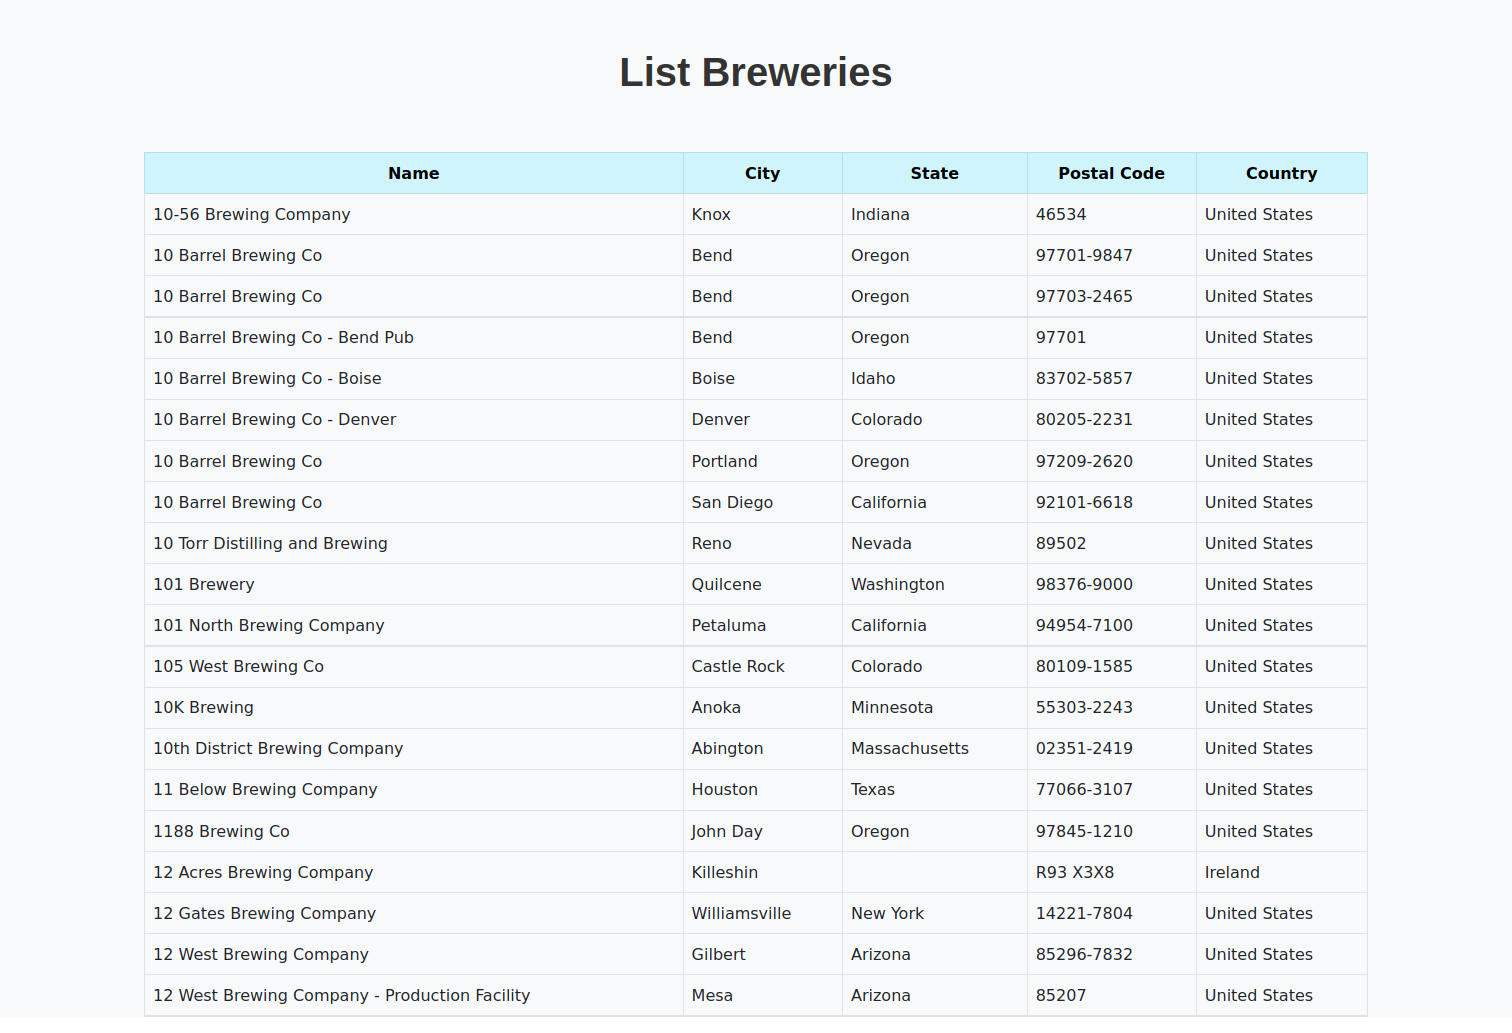 List Breweries
Name City State Postal Code Country
10-56 Brewing Company Knox Indiana 46534 United States
10 Barrel Brewing Co Bend Oregon 97701-9847 United States
10 Barrel Brewing Co Bend Oregon 97703-2465 United States
10 Barrel Brewing Co - Bend Pub Bend Oregon 97701 United States
10 Barrel Brewing Co - Boise Boise Idaho 83702-5857 United States
10 Barrel Brewing Co - Denver Denver Colorado 80205-2231 United States
10 Barrel Brewing Co Portland Oregon 97209-2620 United States
10 Barrel Brewing Co San Diego California 92101-6618 United States
10 Torr Distilling and Brewing Reno Nevada 89502 United States
101 Brewery Quilcene Washington 98376-9000 United States
101 North Brewing Company Petaluma California 94954-7100 United States
105 West Brewing Co Castle Rock Colorado 80109-1585 United States
10K Brewing Anoka Minnesota 55303-2243 United States
10th District Brewing Company Abington Massachusetts 02351-2419 United States
11 Below Brewing Company Houston Texas 77066-3107 United States
1188 Brewing Co John Day Oregon 97845-1210 United States
12 Acres Brewing Company Killeshin R93 X3X8 Ireland
12 Gates Brewing Company Williamsville New York 14221-7804 United States
12 West Brewing Company Gilbert Arizona 85296-7832 United States
12 West Brewing Company - Production Facility Mesa Arizona 85207 United States